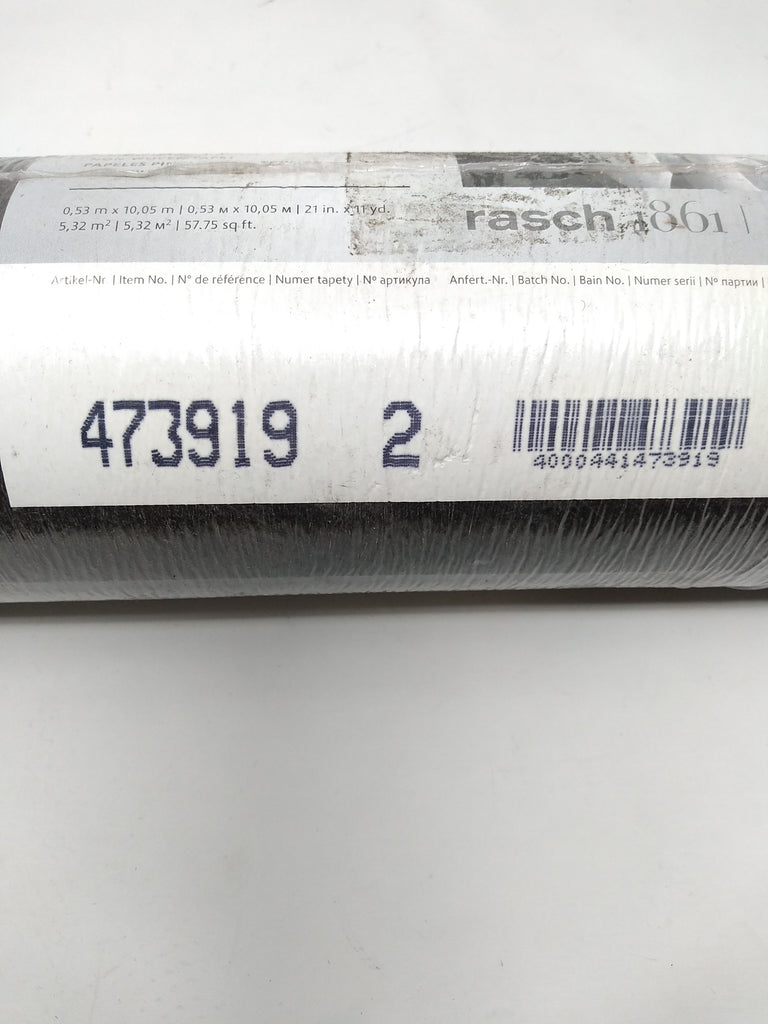 PAPELES PIN
0,53 m x 10,05 m | 0,53 м x 10,05 м | 21 in. x 11 yd.
5,32 m² | 5,32 м² | 57.75 sq ft.
rasch 1861 |
Artikel-Nr. | Item No. | N° de référence | Numer tapety | Nº артикула Anfert.-Nr. | Batch No. | Bain No. | Numer serii | Nº партии |
473919 2
4000441473919